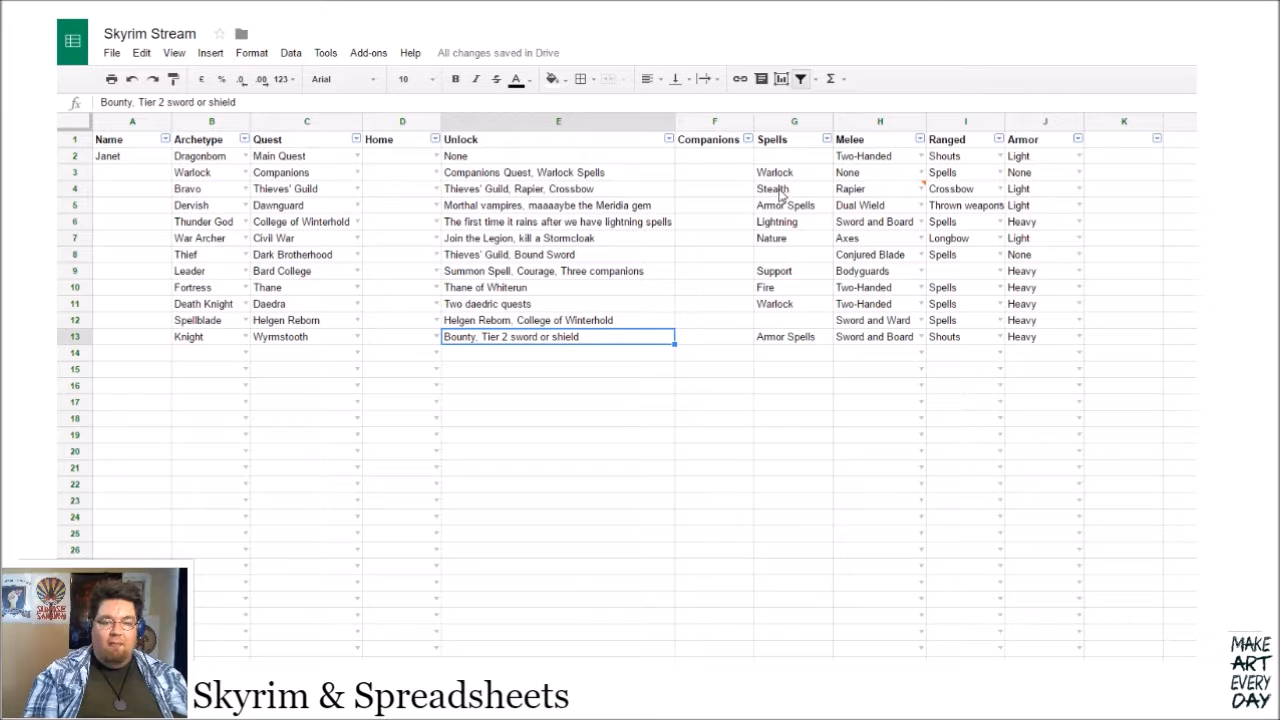 Skyrim Stream
File Edit View Insert Format Data Tools Add-ons Help All changes saved in Drive
€ % .0 .00 123 Arial 10 B I S A Σ
fx Bounty, Tier 2 sword or shield
A B C D E F G H I J K
1 Name Archetype Quest Home Unlock Companions Spells Melee Ranged Armor
2 Janet Dragonborn Main Quest None Two-Handed Shouts Light
3 Warlock Companions Companions Quest, Warlock Spells Warlock None Spells None
4 Bravo Thieves' Guild Thieves' Guild, Rapier, Crossbow Stealth Rapier Crossbow Light
5 Dervish Dawnguard Morthal vampires, maaaaybe the Meridia gem Armor Spells Dual Wield Thrown weapons Light
6 Thunder God College of Winterhold The first time it rains after we have lightning spells Lightning Sword and Board Spells Heavy
7 War Archer Civil War Join the Legion, kill a Stormcloak Nature Axes Longbow Light
8 Thief Dark Brotherhood Thieves' Guild, Bound Sword Conjured Blade Spells None
9 Leader Bard College Summon Spell, Courage, Three companions Support Bodyguards Heavy
10 Fortress Thane Thane of Whiterun Fire Two-Handed Spells Heavy
11 Death Knight Daedra Two daedric quests Warlock Two-Handed Spells Heavy
12 Spellblade Helgen Reborn Helgen Reborn, College of Winterhold Sword and Ward Spells Heavy
13 Knight Wyrmstooth Bounty, Tier 2 sword or shield Armor Spells Sword and Board Shouts Heavy
14
15
16
17
18
19
20
21
22
23
24
25
26
SAMURAI
Skyrim & Spreadsheets
MAKE
ART
EVERY
DAY